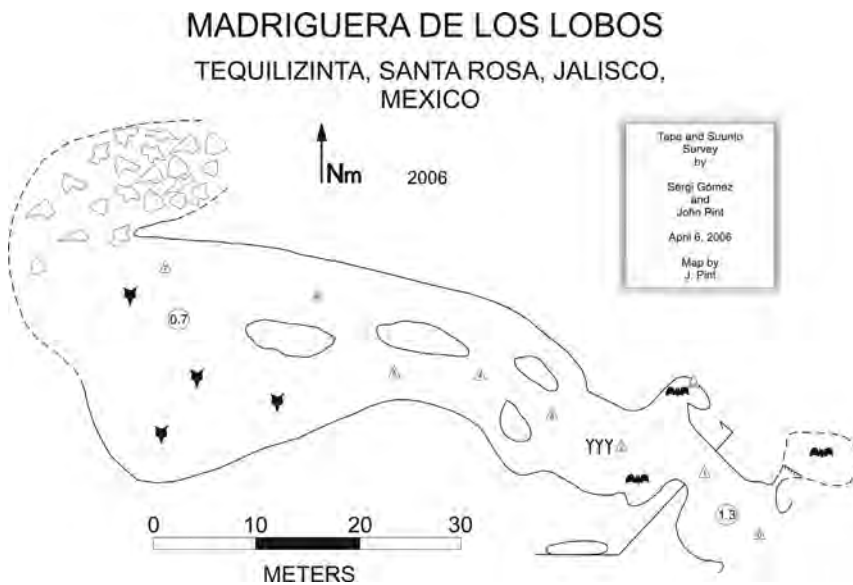 MADRIGUERA DE LOS LOBOS
TEQUILIZINTA, SANTA ROSA, JALISCO,
MEXICO
Nm 2006
Tape and Suunto
Survey
by
Sergi Gómez
and
John Pint
April 6, 2006
Map by
J. Pint
0.7
YYY
1.3
0 10 20 30
METERS